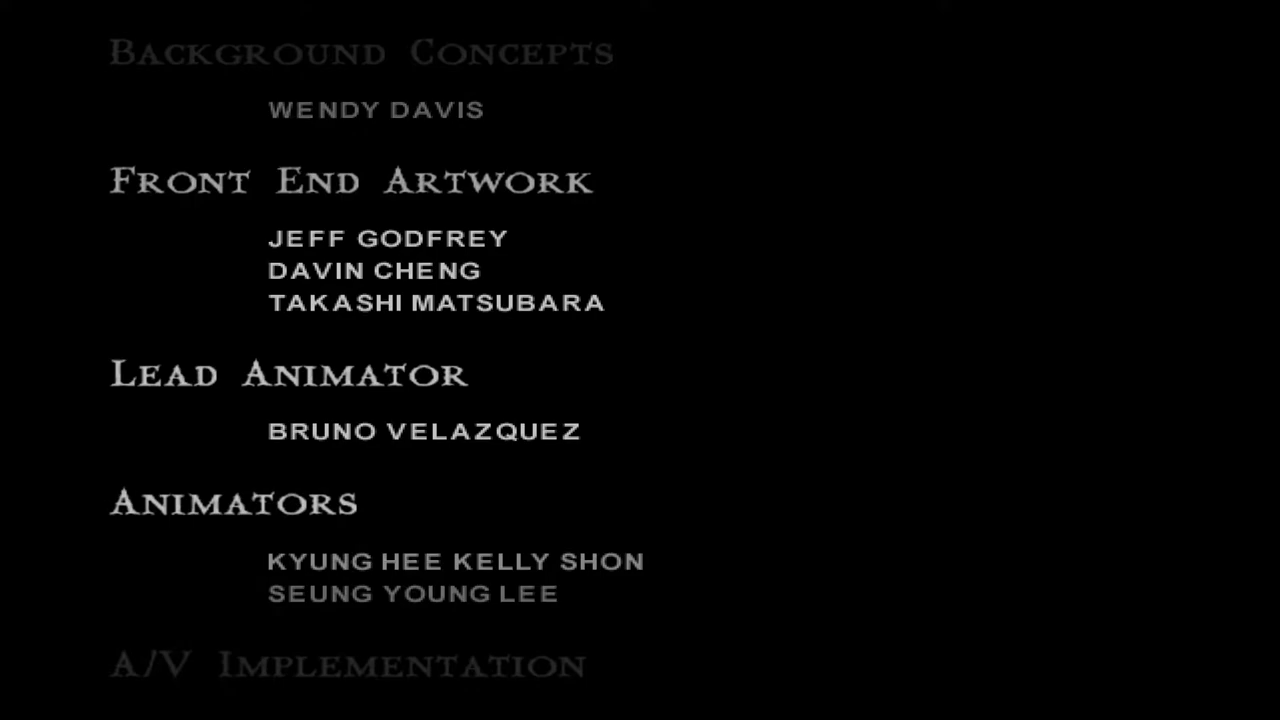 Background Concepts
WENDY DAVIS
Front End Artwork
JEFF GODFREY
DAVIN CHENG
TAKASHI MATSUBARA
Lead Animator
BRUNO VELAZQUEZ
Animators
KYUNG HEE KELLY SHON
SEUNG YOUNG LEE
A/V Implementation